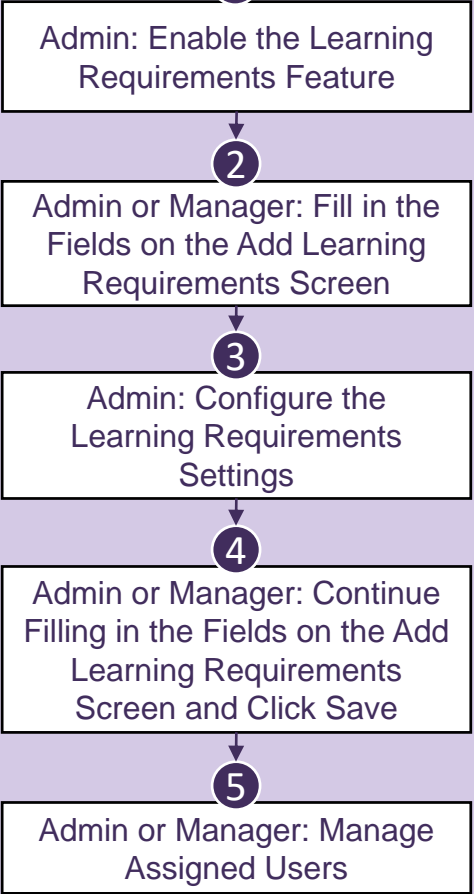 Admin: Enable the Learning
Requirements Feature
2
Admin or Manager: Fill in the
Fields on the Add Learning
Requirements Screen
3
Admin: Configure the
Learning Requirements
Settings
4
Admin or Manager: Continue
Filling in the Fields on the Add
Learning Requirements
Screen and Click Save
5
Admin or Manager: Manage
Assigned Users